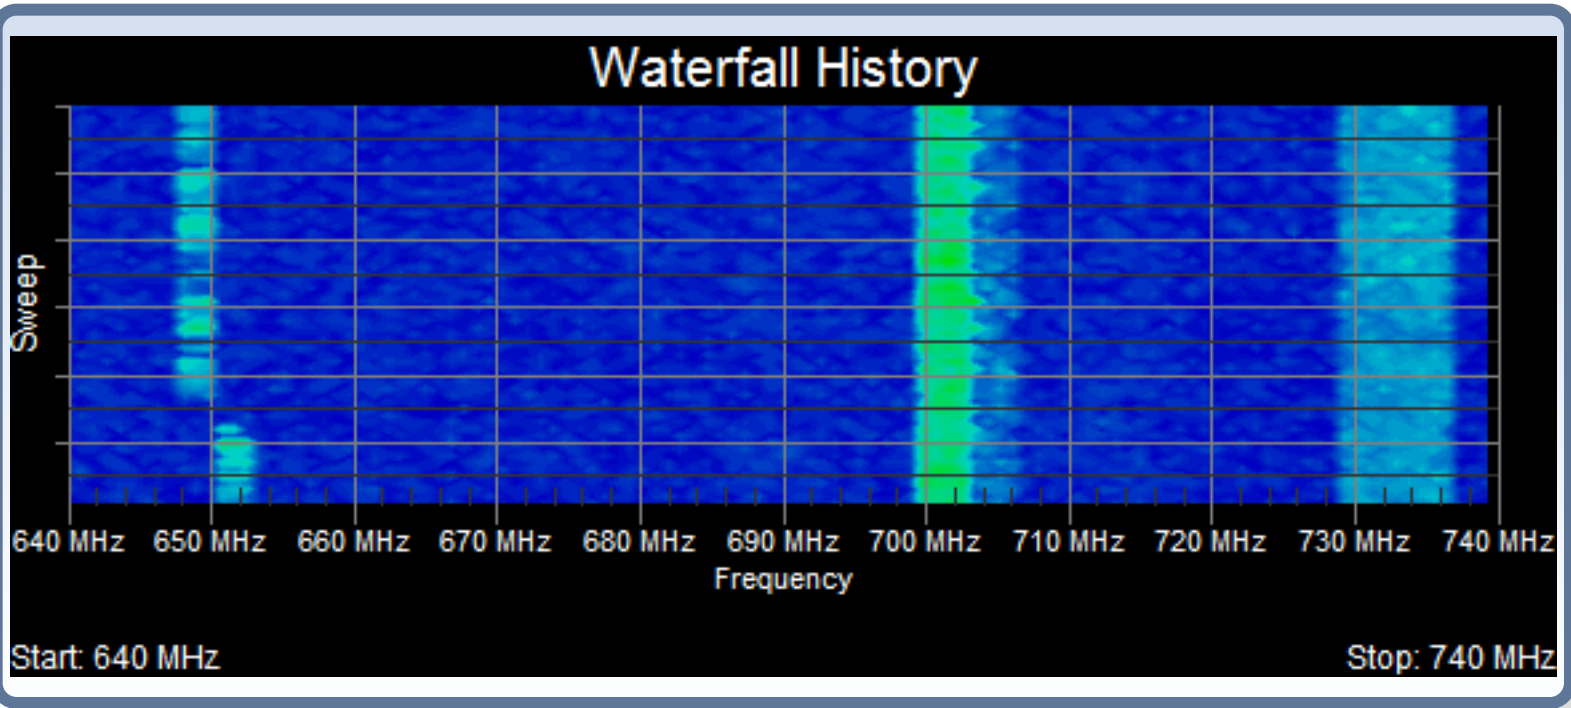 Waterfall History
Sweep
640 MHz 650 MHz 660 MHz 670 MHz 680 MHz 690 MHz 700 MHz 710 MHz 720 MHz 730 MHz 740 MHz
Frequency
Start: 640 MHz
Stop: 740 MHz